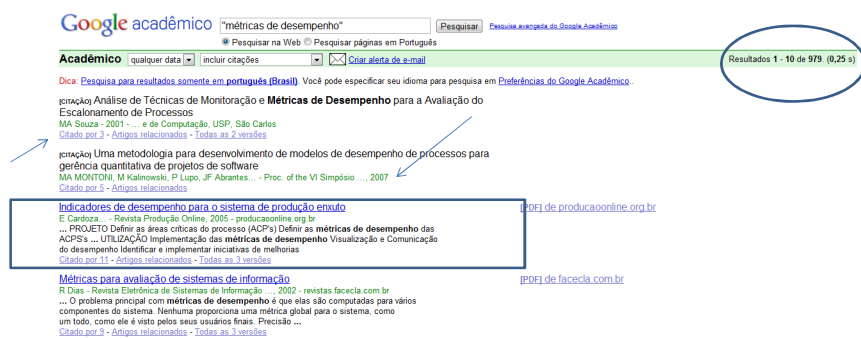 Google acadêmico "métricas de desempenho" Pesquisar Pesquisa avançada do Google Acadêmico
Pesquisar na Web Pesquisar páginas em Português
Acadêmico qualquer data incluir citações Criar alerta de e-mail Resultados 1 - 10 de 979. (0,25 s)
Dica: Pesquisa para resultados somente em português (Brasil). Você pode especificar seu idioma para pesquisa em Preferências do Google Acadêmico..
[CITAÇÃO] Análise de Técnicas de Monitoração e Métricas de Desempenho para a Avaliação do
Escalonamento de Processos
MA Souza - 2001 - ... e de Computação, USP, São Carlos
Citado por 3 - Artigos relacionados - Todas as 2 versões
[CITAÇÃO] Uma metodologia para desenvolvimento de modelos de desempenho de processos para
gerência quantitativa de projetos de software
MA MONTONI, M Kalinowski, P Lupo, JF Abrantes... - Proc. of the VI Simpósio ..., 2007
Citado por 5 - Artigos relacionados
Indicadores de desempenho para o sistema de produção enxuto [PDF] de producaoonline.org.br
E Cardoza... - Revista Produção Online, 2005 - producaoonline.org.br
... PROJETO Definir as áreas críticas do processo (ACP's) Definir as métricas de desempenho das
ACPS's ... UTILIZAÇÃO Implementação das métricas de desempenho Visualização e Comunicação
do desempenho Identificar e implementar iniciativas de melhorias
Citado por 11 - Artigos relacionados - Todas as 3 versões
Métricas para avaliação de sistemas de informação [PDF] de facecla.com.br
R Dias - Revista Eletrônica de Sistemas de Informação ..., 2002 - revistas.facecla.com.br
... O problema principal com métricas de desempenho é que elas são computadas para vários
componentes do sistema. Nenhuma proporciona uma métrica global para o sistema, como
um todo, como ele é visto pelos seus usuários finais. Precisão ...
Citado por 9 - Artigos relacionados - Todas as 3 versões